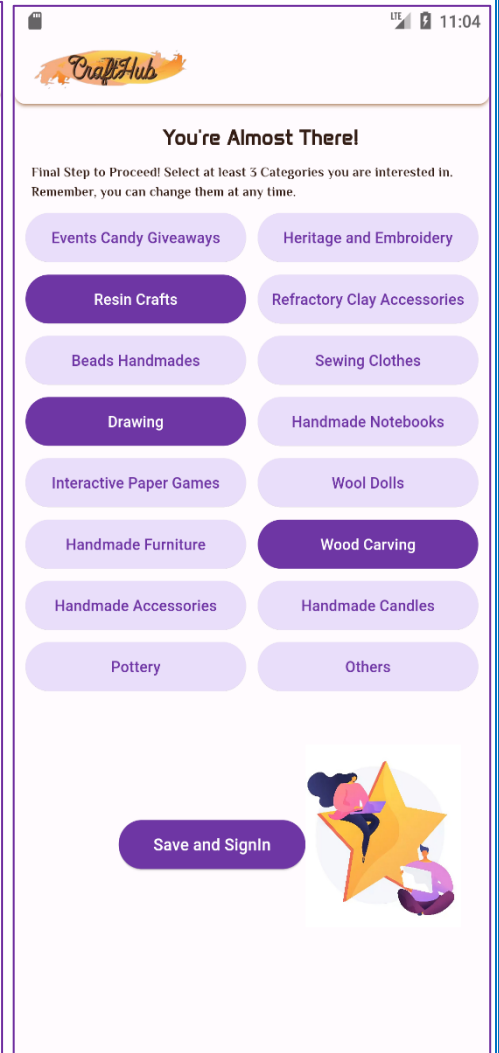 LTE 11:04
CraftHub
You're Almost There!
Final Step to Proceed! Select at least 3 Categories you are interested in.
Remember, you can change them at any time.
Events Candy Giveaways
Heritage and Embroidery
Resin Crafts
Refractory Clay Accessories
Beads Handmades
Sewing Clothes
Drawing
Handmade Notebooks
Interactive Paper Games
Wool Dolls
Handmade Furniture
Wood Carving
Handmade Accessories
Handmade Candles
Pottery
Others
Save and SignIn